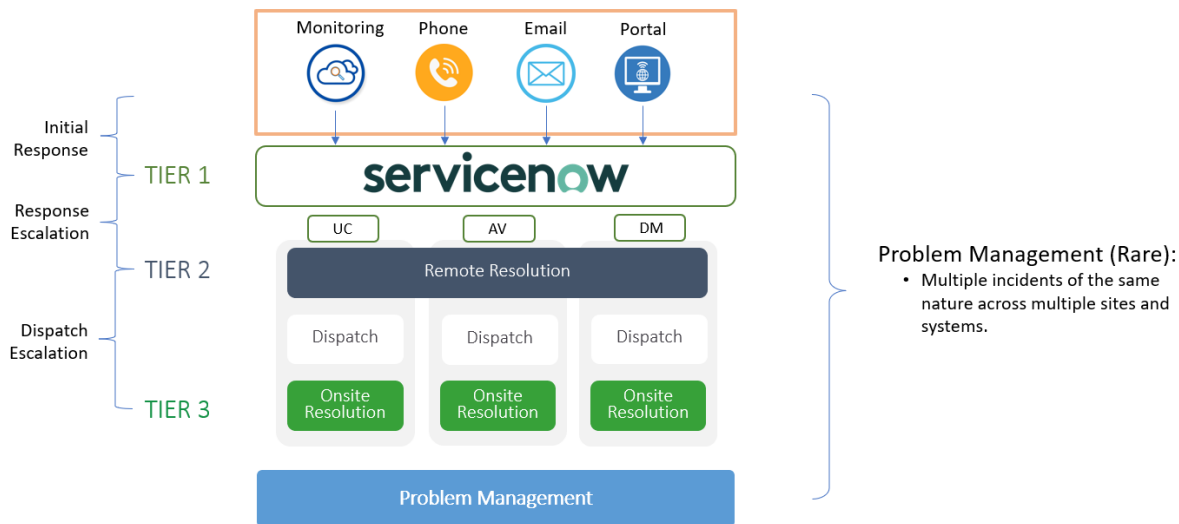 Monitoring
Phone
Email
Portal
Initial
Response
TIER 1
servicenow
Response
Escalation
UC
AV
DM
TIER 2
Remote Resolution
Problem Management (Rare):
• Multiple incidents of the same
nature across multiple sites and
systems.
Dispatch
Escalation
Dispatch
Dispatch
Dispatch
TIER 3
Onsite
Resolution
Onsite
Resolution
Onsite
Resolution
Problem Management